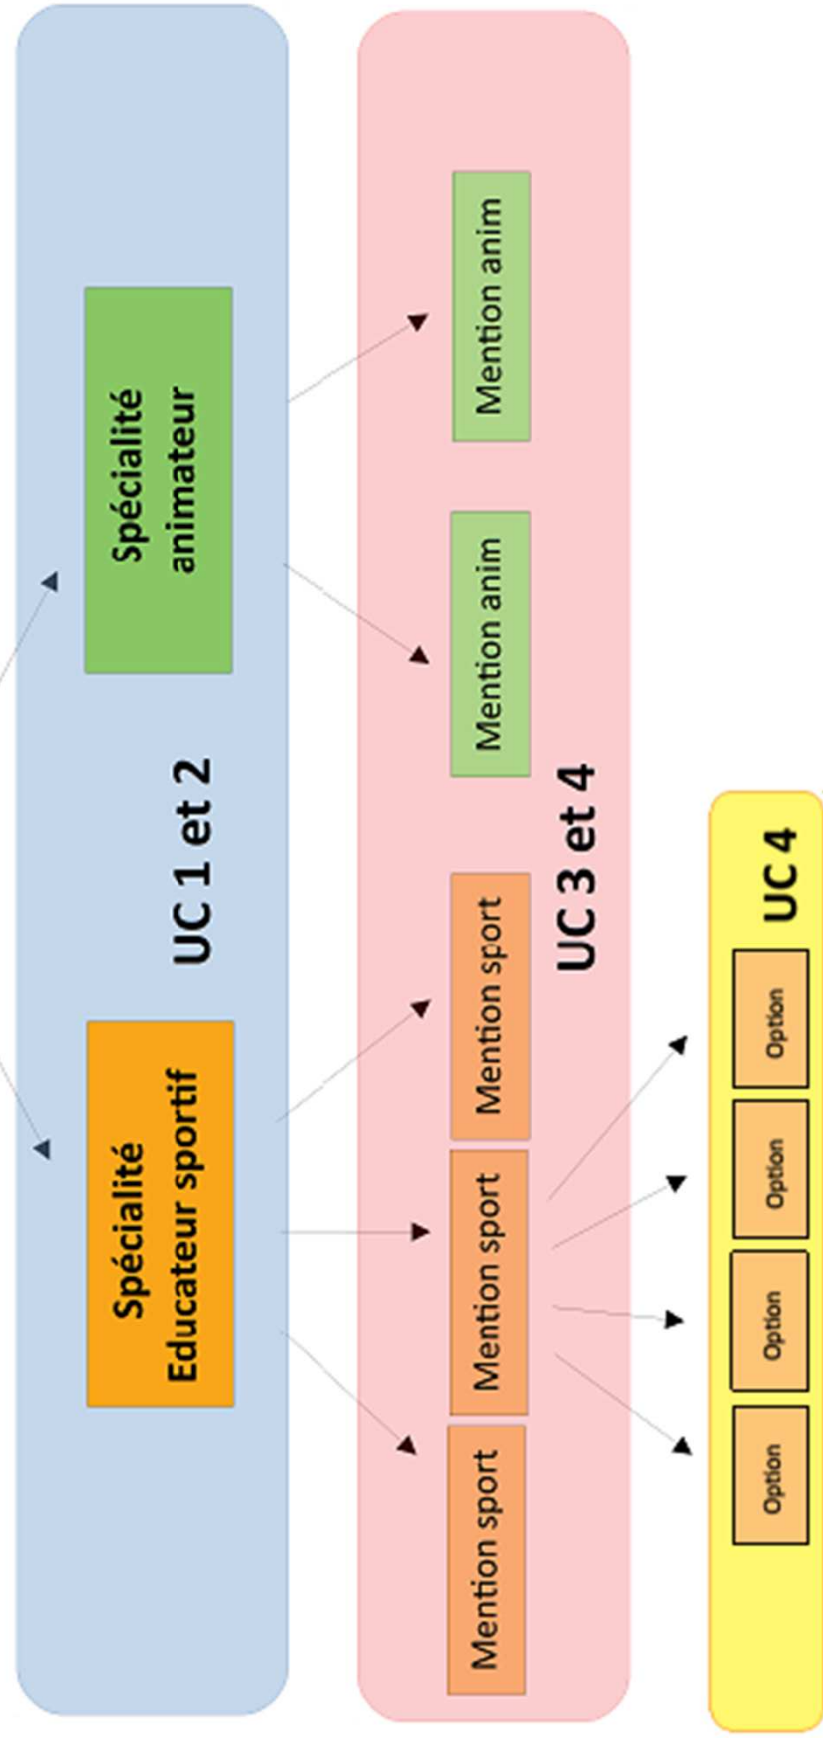 Spécialité
Educateur sportif
UC 1 et 2
Spécialité
animateur
Mention sport
Mention sport
Mention sport
Mention anim
Mention anim
UC 3 et 4
Option
Option
Option
Option
UC 4